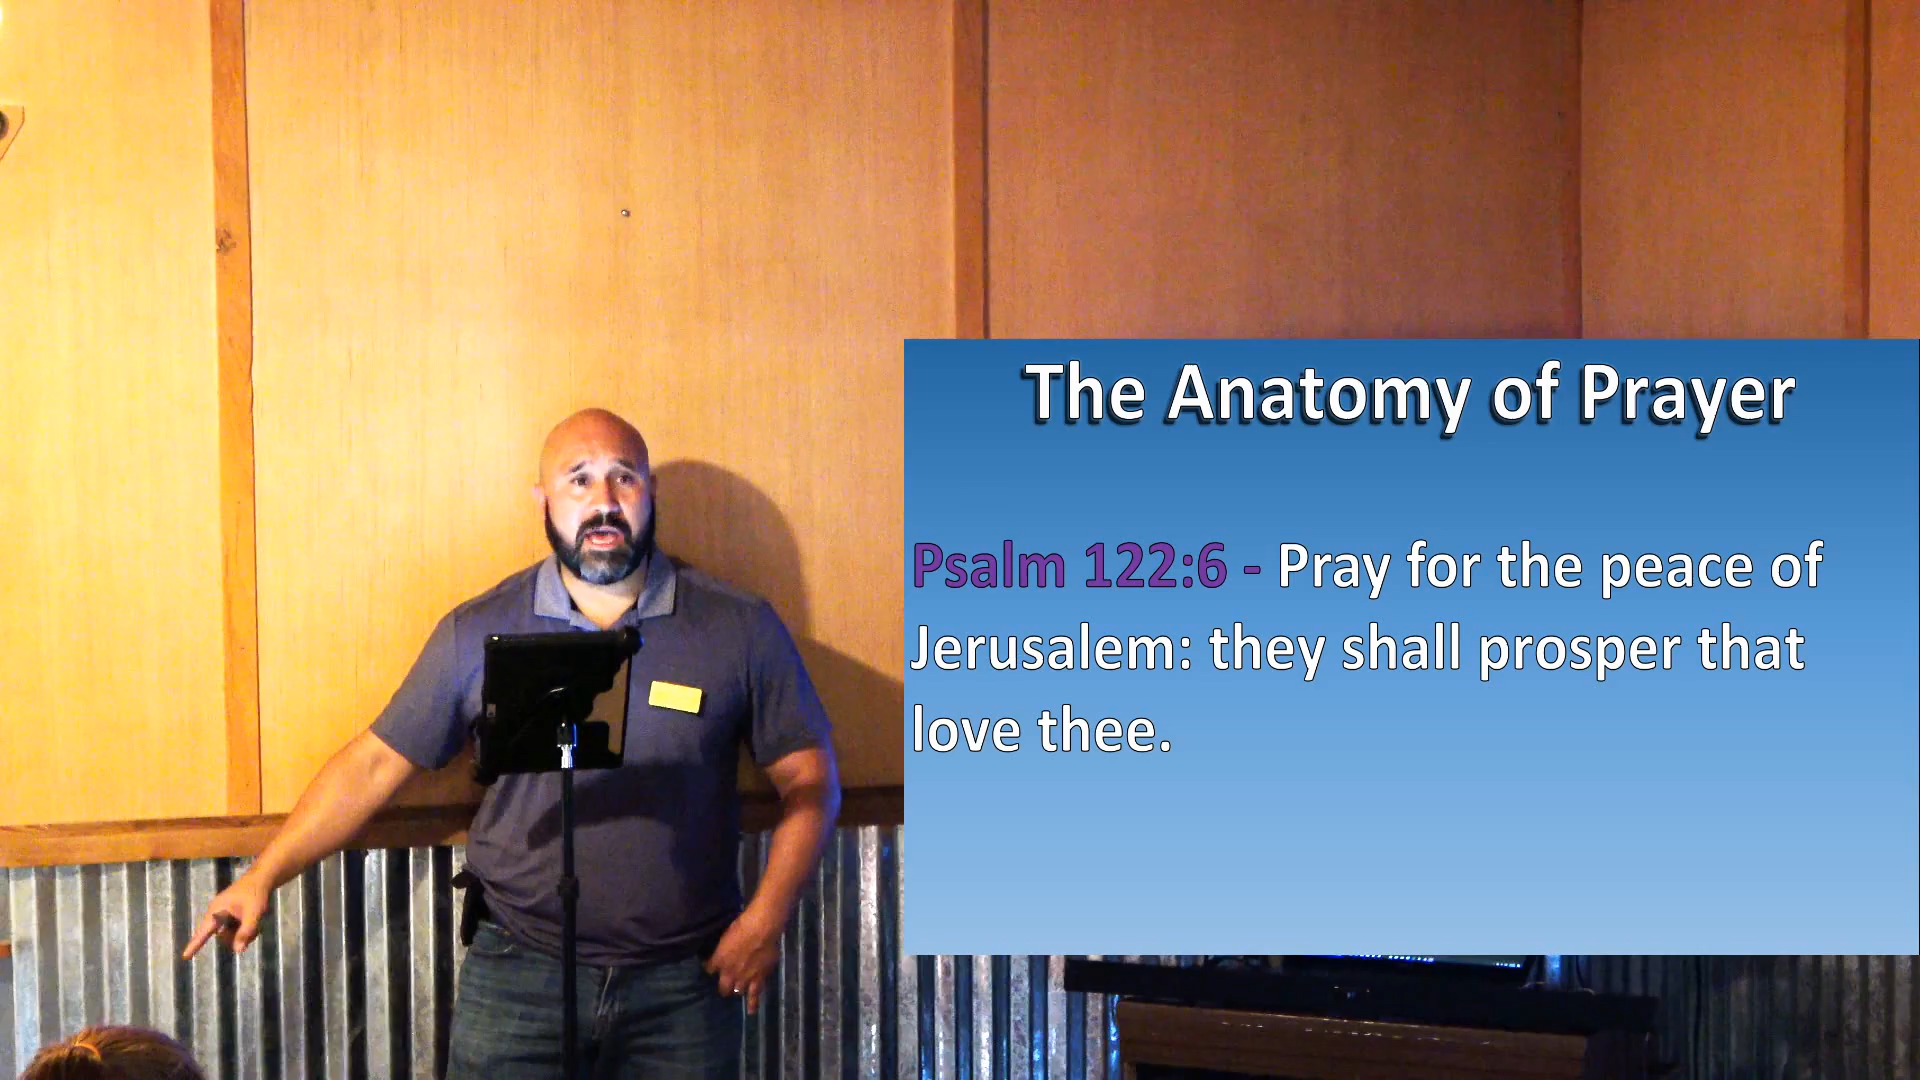 The Anatomy of Prayer
Psalm 122:6 - Pray for the peace of
Jerusalem: they shall prosper that
love thee.